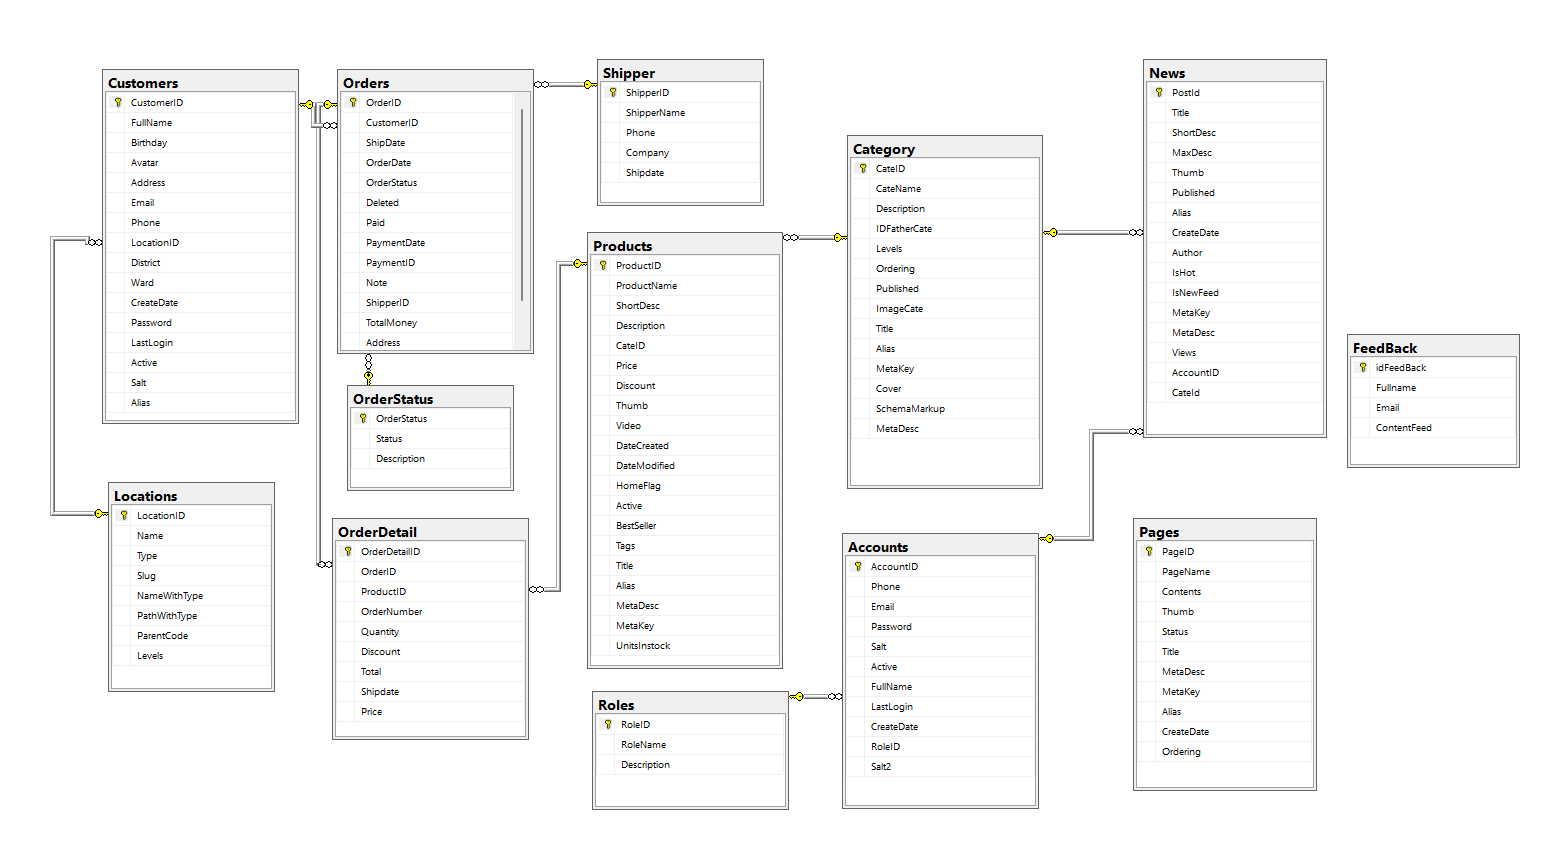 Customers
CustomerID
FullName
Birthday
Avatar
Address
Email
Phone
LocationID
District
Ward
CreateDate
Password
LastLogin
Active
Salt
Alias
Orders
OrderID
CustomerID
ShipDate
OrderDate
OrderStatus
Deleted
Paid
PaymentDate
PaymentID
Note
ShipperID
TotalMoney
Address
Shipper
ShipperID
ShipperName
Phone
Company
Shipdate
Category
CateID
CateName
Description
IDFatherCate
Levels
Ordering
Published
ImageCate
Title
Alias
MetaKey
Cover
SchemaMarkup
MetaDesc
News
PostId
Title
ShortDesc
MaxDesc
Thumb
Published
Alias
CreateDate
Author
IsHot
IsNewFeed
MetaKey
MetaDesc
Views
AccountID
CateId
FeedBack
idFeedBack
Fullname
Email
ContentFeed
Products
ProductID
ProductName
ShortDesc
Description
CateID
Price
Discount
Thumb
Video
DateCreated
DateModified
HomeFlag
Active
BestSeller
Tags
Title
Alias
MetaDesc
MetaKey
UnitsInstock
OrderStatus
OrderStatus
Status
Description
Locations
LocationID
Name
Type
Slug
NameWithType
PathWithType
ParentCode
Levels
OrderDetail
OrderDetailID
OrderID
ProductID
OrderNumber
Quantity
Discount
Total
Shipdate
Price
Accounts
AccountID
Phone
Email
Password
Salt
Active
FullName
LastLogin
CreateDate
RoleID
Salt2
Pages
PageID
PageName
Contents
Thumb
Status
Title
MetaDesc
MetaKey
Alias
CreateDate
Ordering
Roles
RoleID
RoleName
Description